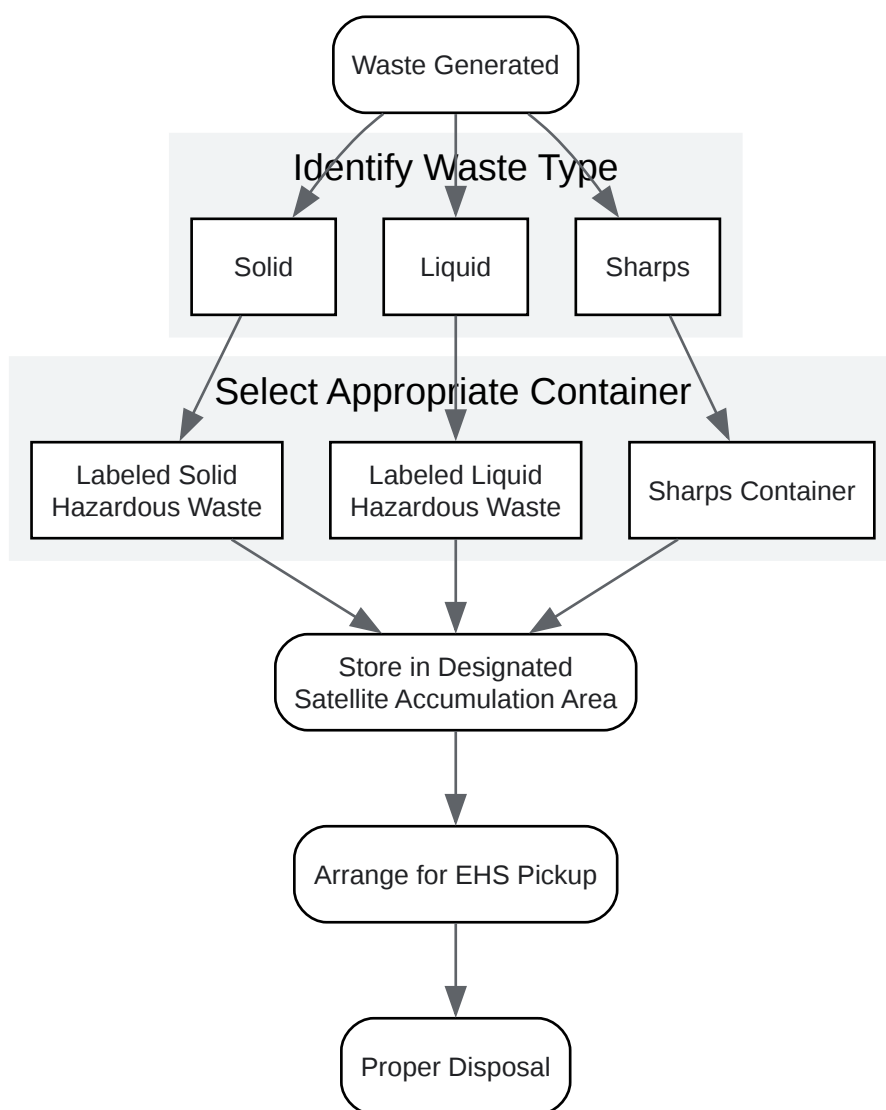 Waste Generated
Identify Waste Type
Solid
Liquid
Sharps
Select Appropriate Container
Labeled Solid
Hazardous Waste
Labeled Liquid
Hazardous Waste
Sharps Container
Store in Designated
Satellite Accumulation Area
Arrange for EHS Pickup
Proper Disposal